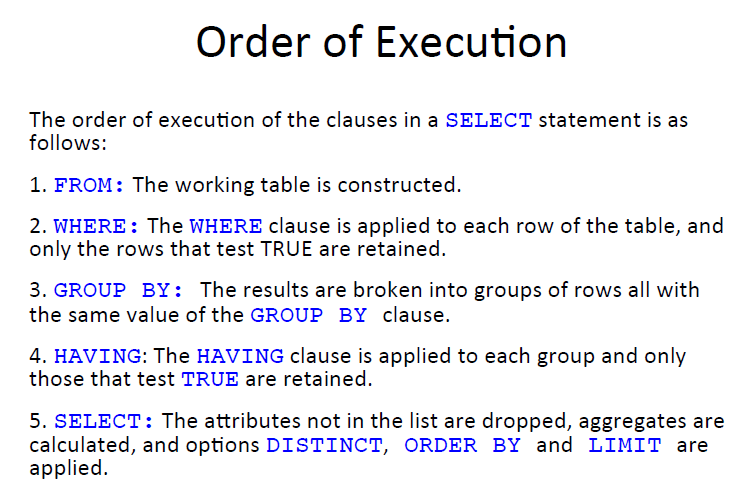 Order of Execution
The order of execution of the clauses in a SELECT statement is as
follows:
1. FROM: The working table is constructed.
2. WHERE: The WHERE clause is applied to each row of the table, and
only the rows that test TRUE are retained.
3. GROUP BY: The results are broken into groups of rows all with
the same value of the GROUP BY clause.
4. HAVING: The HAVING clause is applied to each group and only
those that test TRUE are retained.
5. SELECT: The attributes not in the list are dropped, aggregates are
calculated, and options DISTINCT, ORDER BY and LIMIT are
applied.